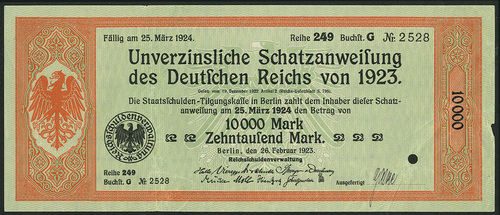 Fällig am 25. März 1924. Reihe 249 Buchst. G № 2528
Unverzinsliche Schatzanweisung
des Deutschen Reichs von 1923.
Die Staatsschulden-Tilgungskasse in Berlin zahlt dem Inhaber dieser Schatz-
anweisung am 25. März 1924 den Betrag von
10000 Mark
Zehntausend Mark.
Berlin, den 26. Februar 1923.
Reichsschuldenverwaltung
Reichsschuldenverwaltung
Reihe 249
Buchst. G № 2528
Ausgefertigt
10000